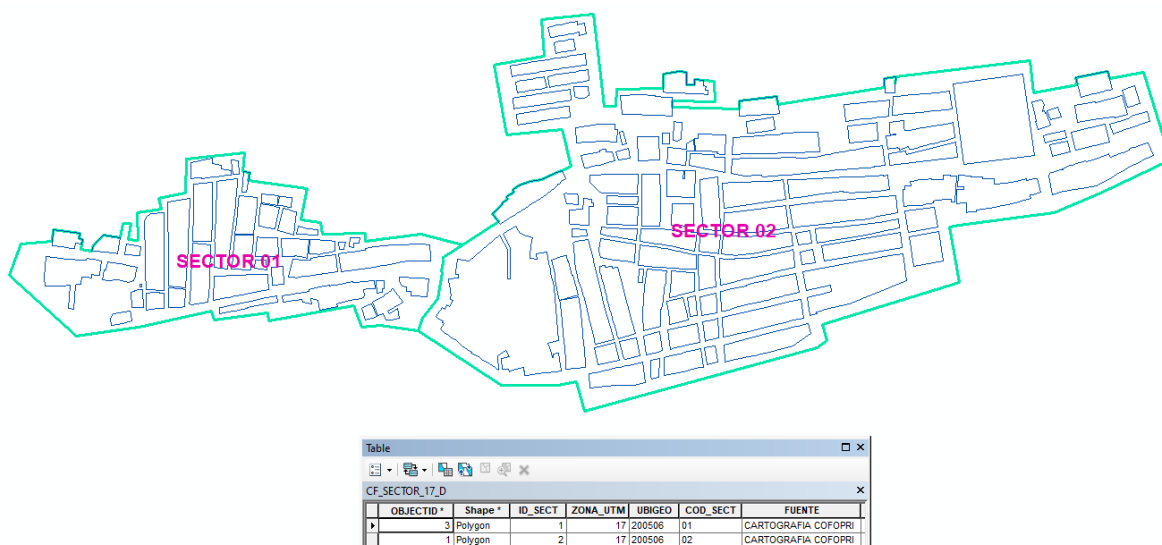 SECTOR 02
SECTOR 01
Table
CF_SECTOR_17_D
OBJECTID * Shape * ID_SECT ZONA_UTM UBIGEO COD_SECT FUENTE
3 Polygon 1 17 200506 01 CARTOGRAFIA COFOPRI
1 Polygon 2 17 200506 02 CARTOGRAFIA COFOPRI